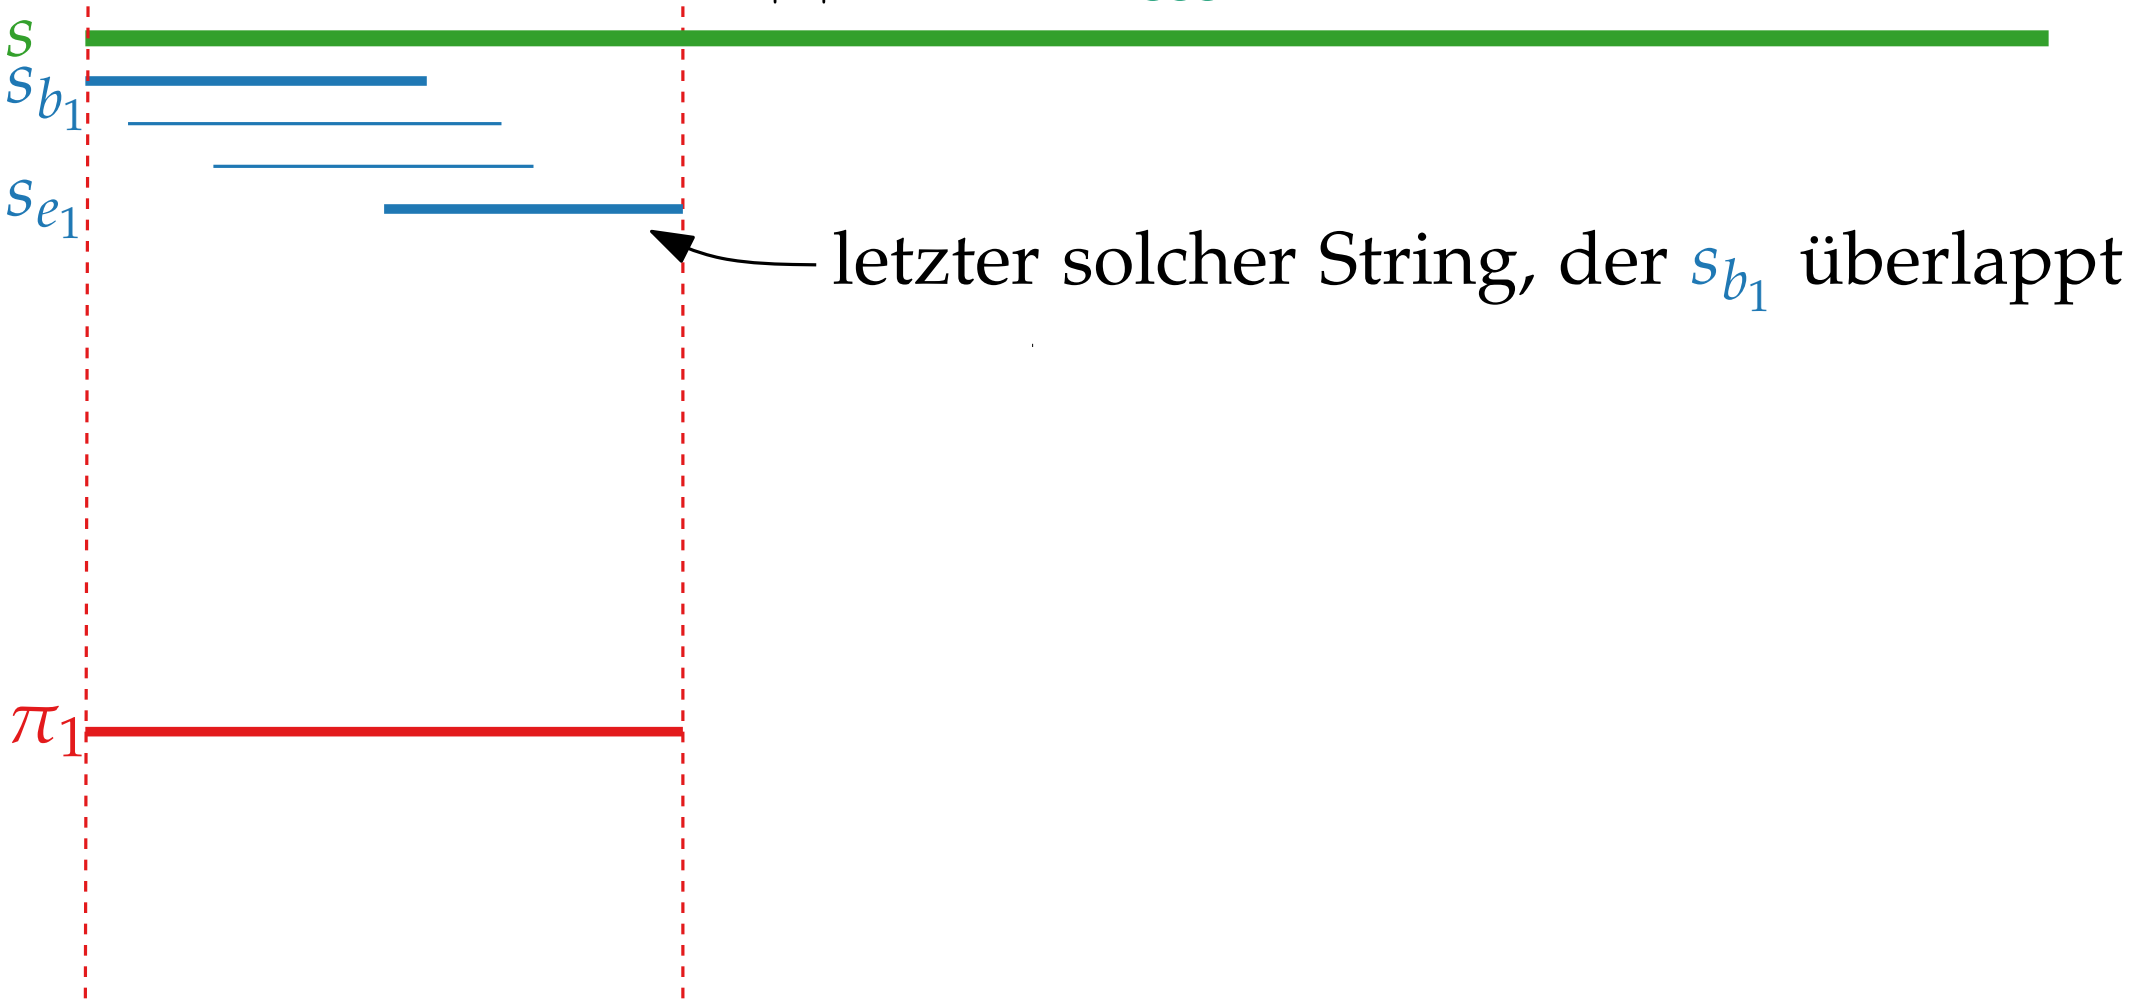 s
s_{b_1}
s_{e_1}
letzter solcher String, der s_{b_1} überlappt
π_1